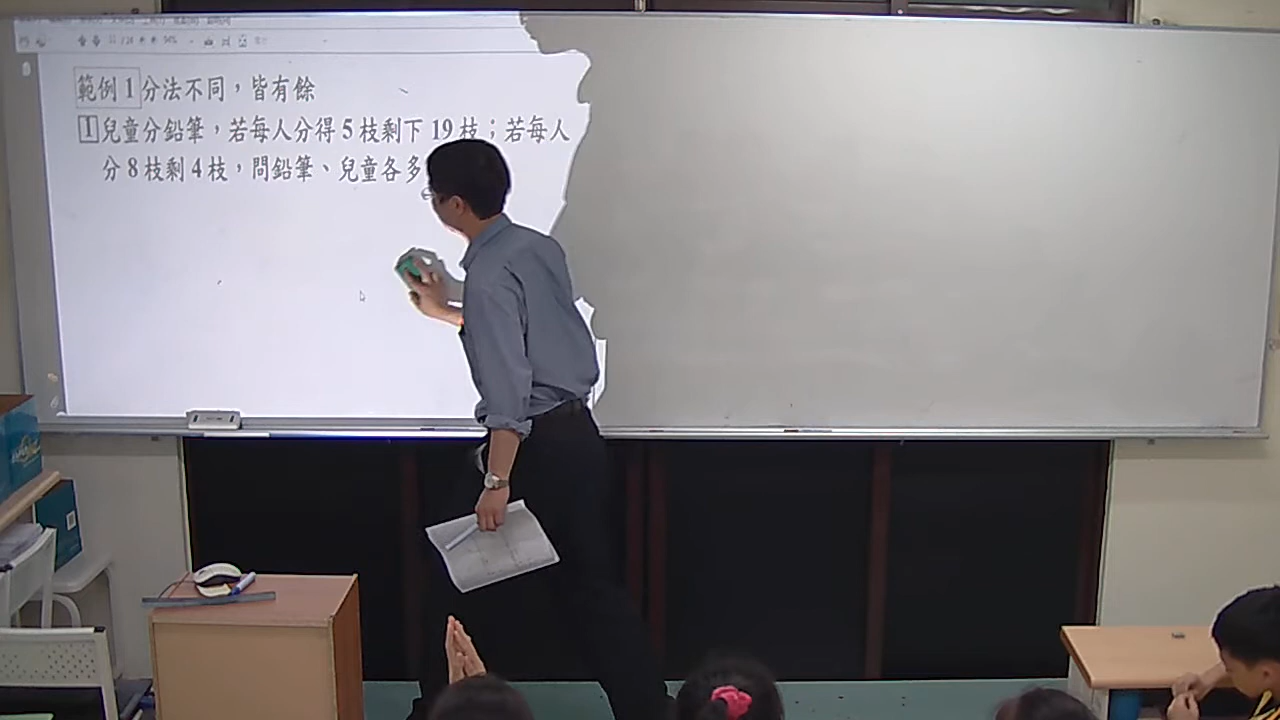 範例1分法不同，皆有餘
1兒童分鉛筆，若每人分得5枝剩下19枝；若每人
分8枝剩4枝，問鉛筆、兒童各多